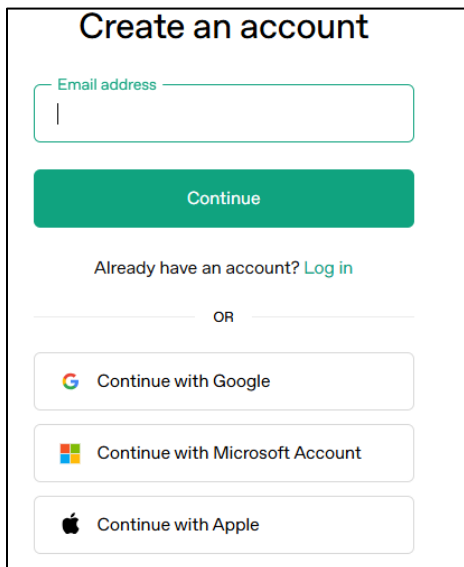 Create an account
Email address
Continue
Already have an account? Log in
OR
Continue with Google
Continue with Microsoft Account
Continue with Apple